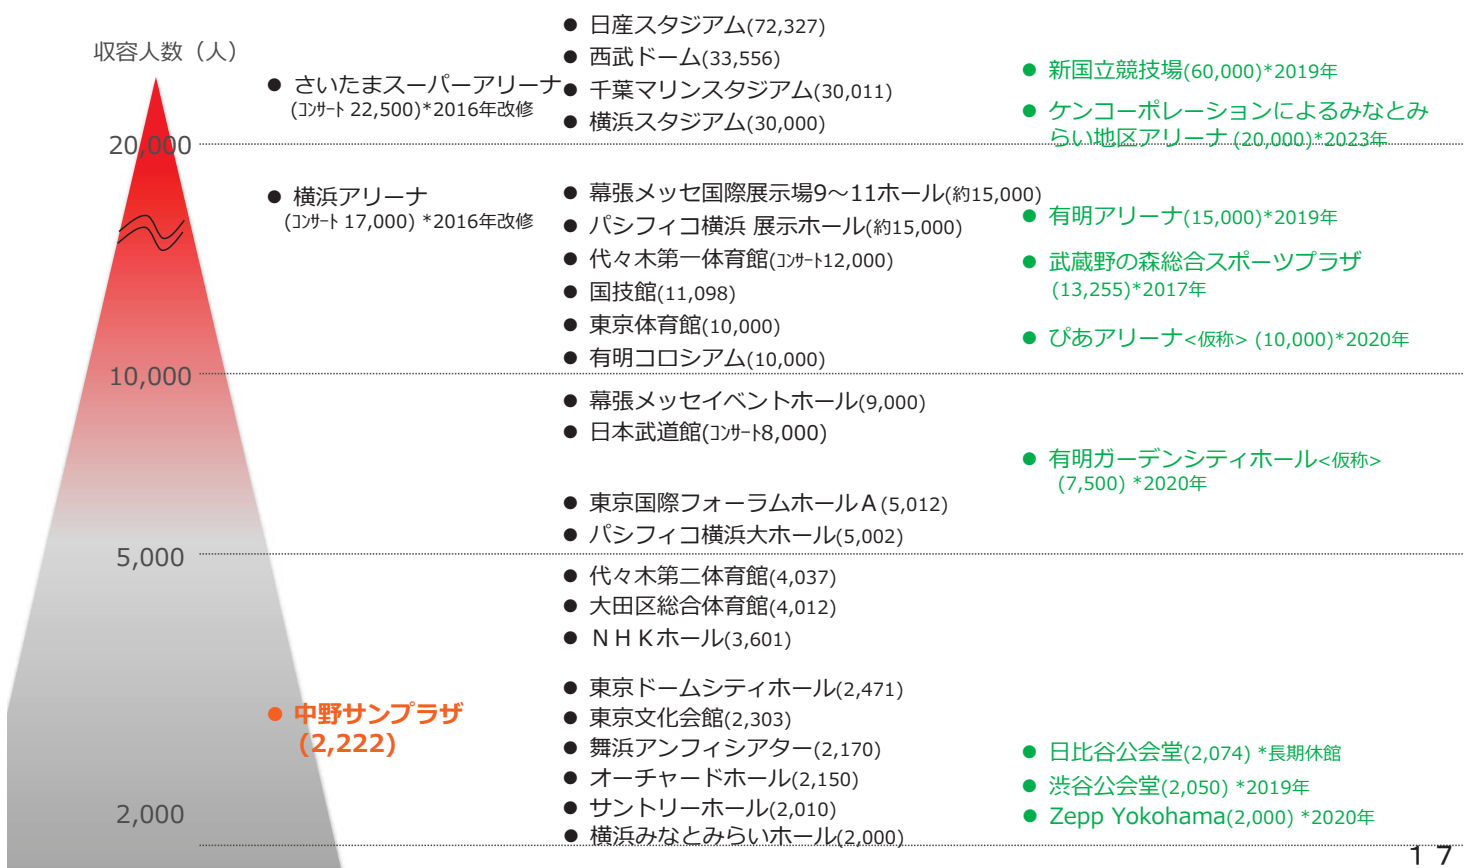 収容人数（人）
20,000
10,000
5,000
2,000
● さいたまスーパーアリーナ
(ｺﾝｻｰﾄ 22,500)*2016年改修
● 横浜アリーナ
(ｺﾝｻｰﾄ 17,000) *2016年改修
● 中野サンプラザ
(2,222)
● 日産スタジアム(72,327)
● 西武ドーム(33,556)
● 千葉マリンスタジアム(30,011)
● 横浜スタジアム(30,000)
● 幕張メッセ国際展示場9～11ホール(約15,000)
● パシフィコ横浜 展示ホール(約15,000)
● 代々木第一体育館(ｺﾝｻｰﾄ12,000)
● 国技館(11,098)
● 東京体育館(10,000)
● 有明コロシアム(10,000)
● 幕張メッセイベントホール(9,000)
● 日本武道館(ｺﾝｻｰﾄ8,000)
● 東京国際フォーラムホールＡ(5,012)
● パシフィコ横浜大ホール(5,002)
● 代々木第二体育館(4,037)
● 大田区総合体育館(4,012)
● ＮＨＫホール(3,601)
● 東京ドームシティホール(2,471)
● 東京文化会館(2,303)
● 舞浜アンフィシアター(2,170)
● オーチャードホール(2,150)
● サントリーホール(2,010)
● 横浜みなとみらいホール(2,000)
● 新国立競技場(60,000)*2019年
● ケンコーポレーションによるみなとみ
らい地区アリーナ (20,000)*2023年
● 有明アリーナ(15,000)*2019年
● 武蔵野の森総合スポーツプラザ
(13,255)*2017年
● ぴあアリーナ<仮称> (10,000)*2020年
● 有明ガーデンシティホール<仮称>
(7,500) *2020年
● 日比谷公会堂(2,074) *長期休館
● 渋谷公会堂(2,050) *2019年
● Zepp Yokohama(2,000) *2020年
１７